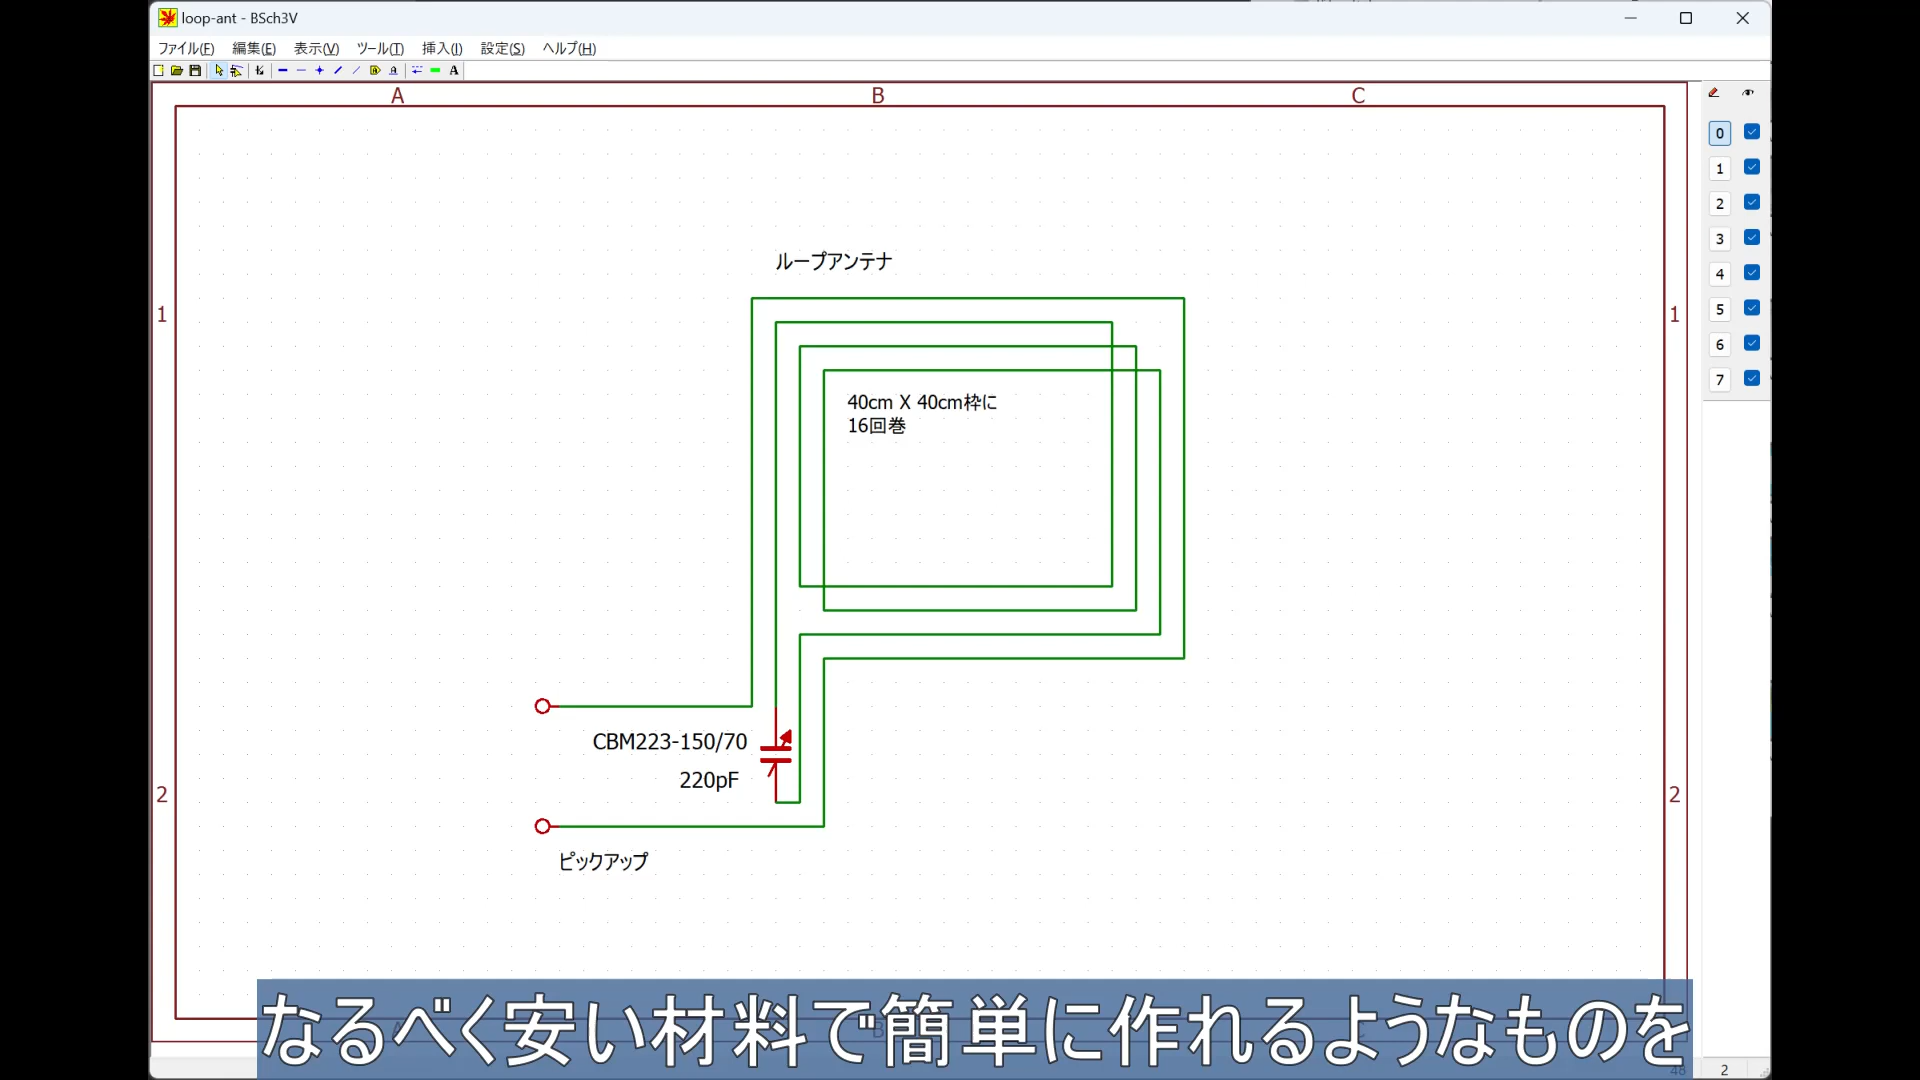 loop-ant - BSch3V
ファイル(F) 編集(E) 表示(V) ツール(T) 挿入(I) 設定(S) ヘルプ(H)
A B C
0
1
2
3
4
5
6
7
1 1
ループアンテナ
40cm X 40cm枠に
16回巻
CBM223-150/70
220pF
2 2
ピックアップ
なるべく安い材料で簡単に作れるようなものを
2